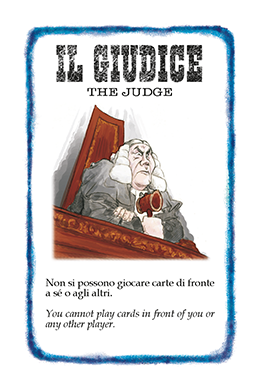 IL GIUDICE
THE JUDGE
Non si possono giocare carte di fronte
a sé o agli altri.
You cannot play cards in front of you or
any other player.